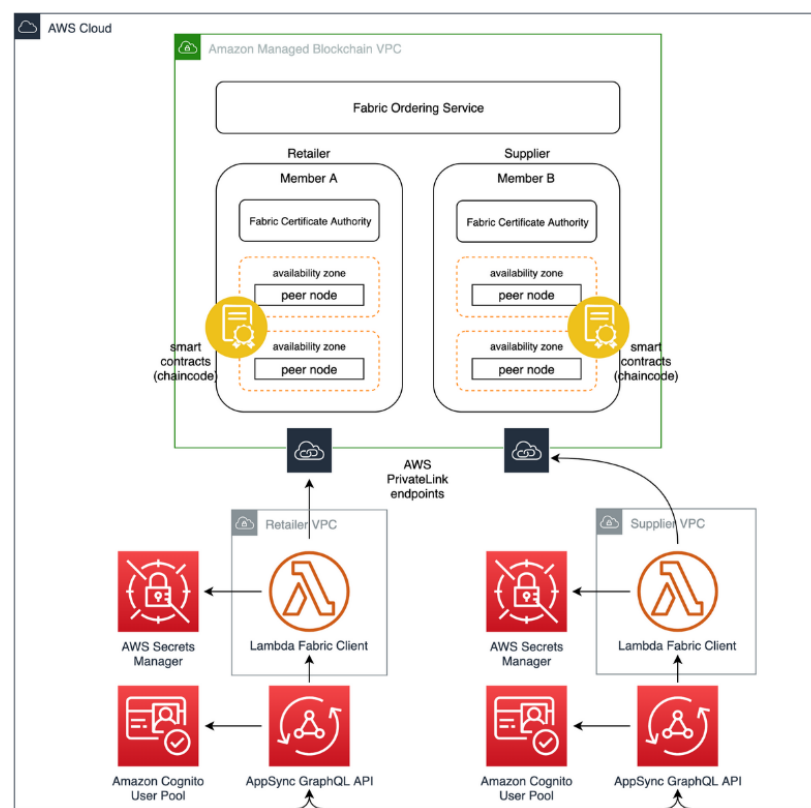 AWS Cloud
Amazon Managed Blockchain VPC
Fabric Ordering Service
Retailer
Supplier
Member A
Member B
Fabric Certificate Authority
Fabric Certificate Authority
availability zone
peer node
availability zone
peer node
availability zone
peer node
availability zone
peer node
smart
contracts
(chaincode)
smart
contracts
(chaincode)
AWS
PrivateLink
endpoints
Retailer VPC
Supplier VPC
AWS Secrets
Manager
Lambda Fabric Client
AWS Secrets
Manager
Lambda Fabric Client
Amazon Cognito
User Pool
AppSync GraphQL API
Amazon Cognito
User Pool
AppSync GraphQL API